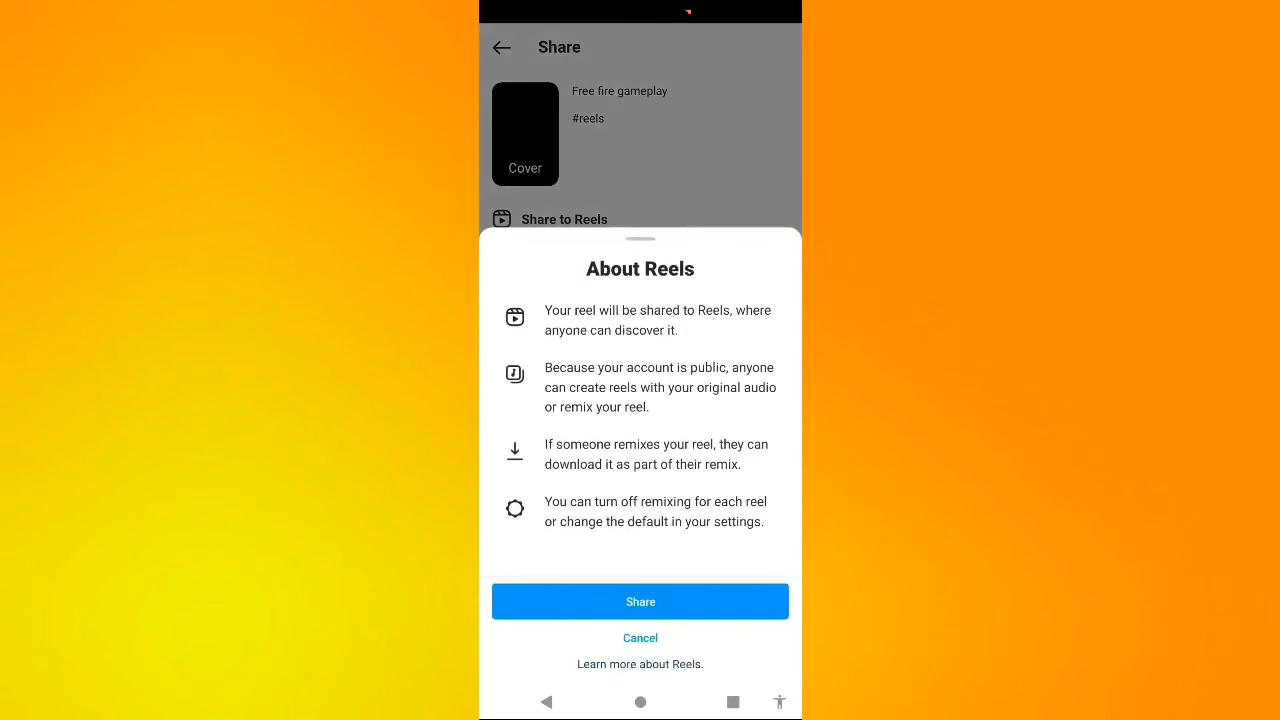 Share
Free fire gameplay
#reels
Cover
Share to Reels
About Reels
Your reel will be shared to Reels, where
anyone can discover it.
Because your account is public, anyone
can create reels with your original audio
or remix your reel.
If someone remixes your reel, they can
download it as part of their remix.
You can turn off remixing for each reel
or change the default in your settings.
Share
Cancel
Learn more about Reels.